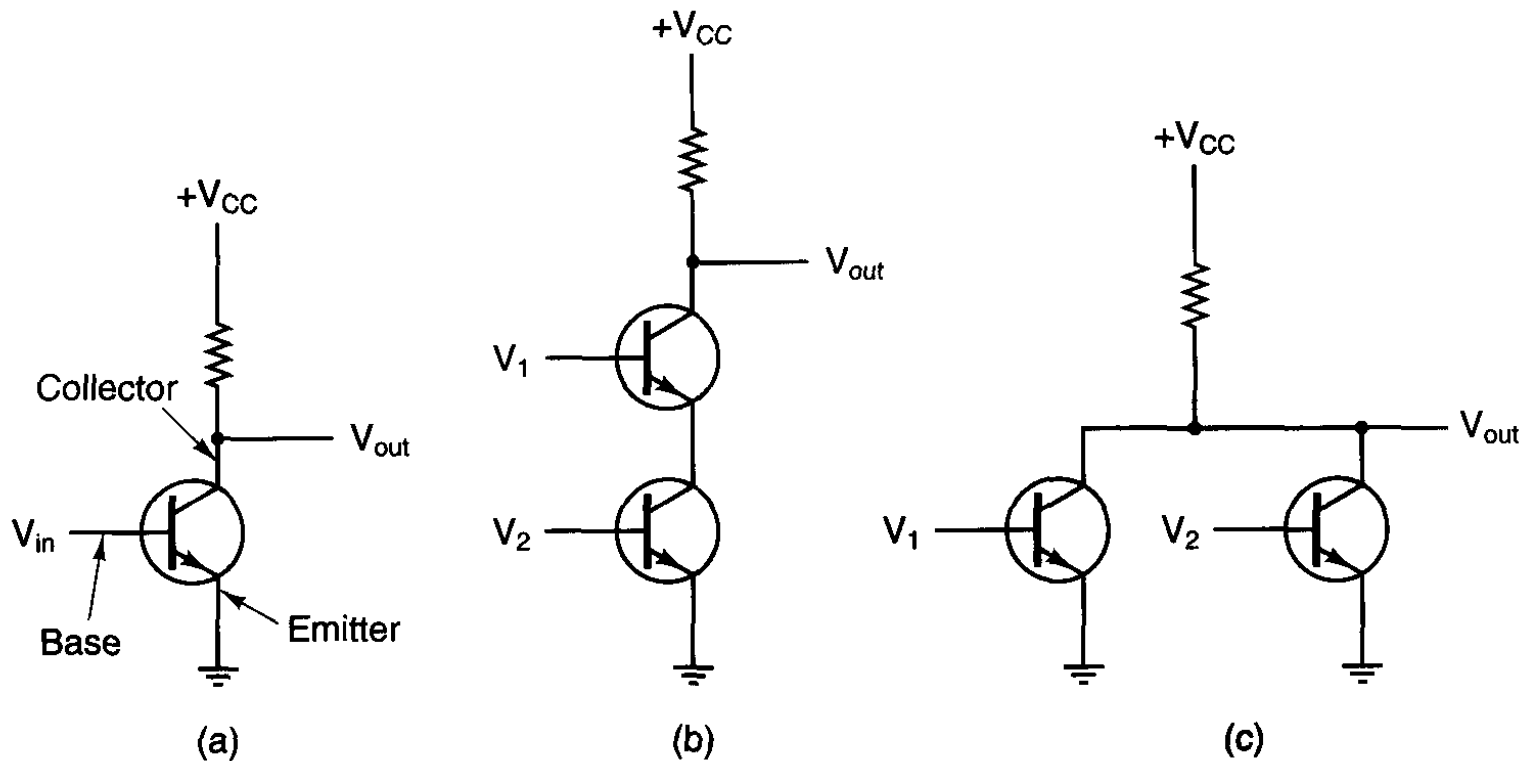 +VCC
Collector
Vout
Vin
Base
Emitter
(a)
+VCC
Vout
V1
V2
(b)
+VCC
Vout
V1
V2
(c)